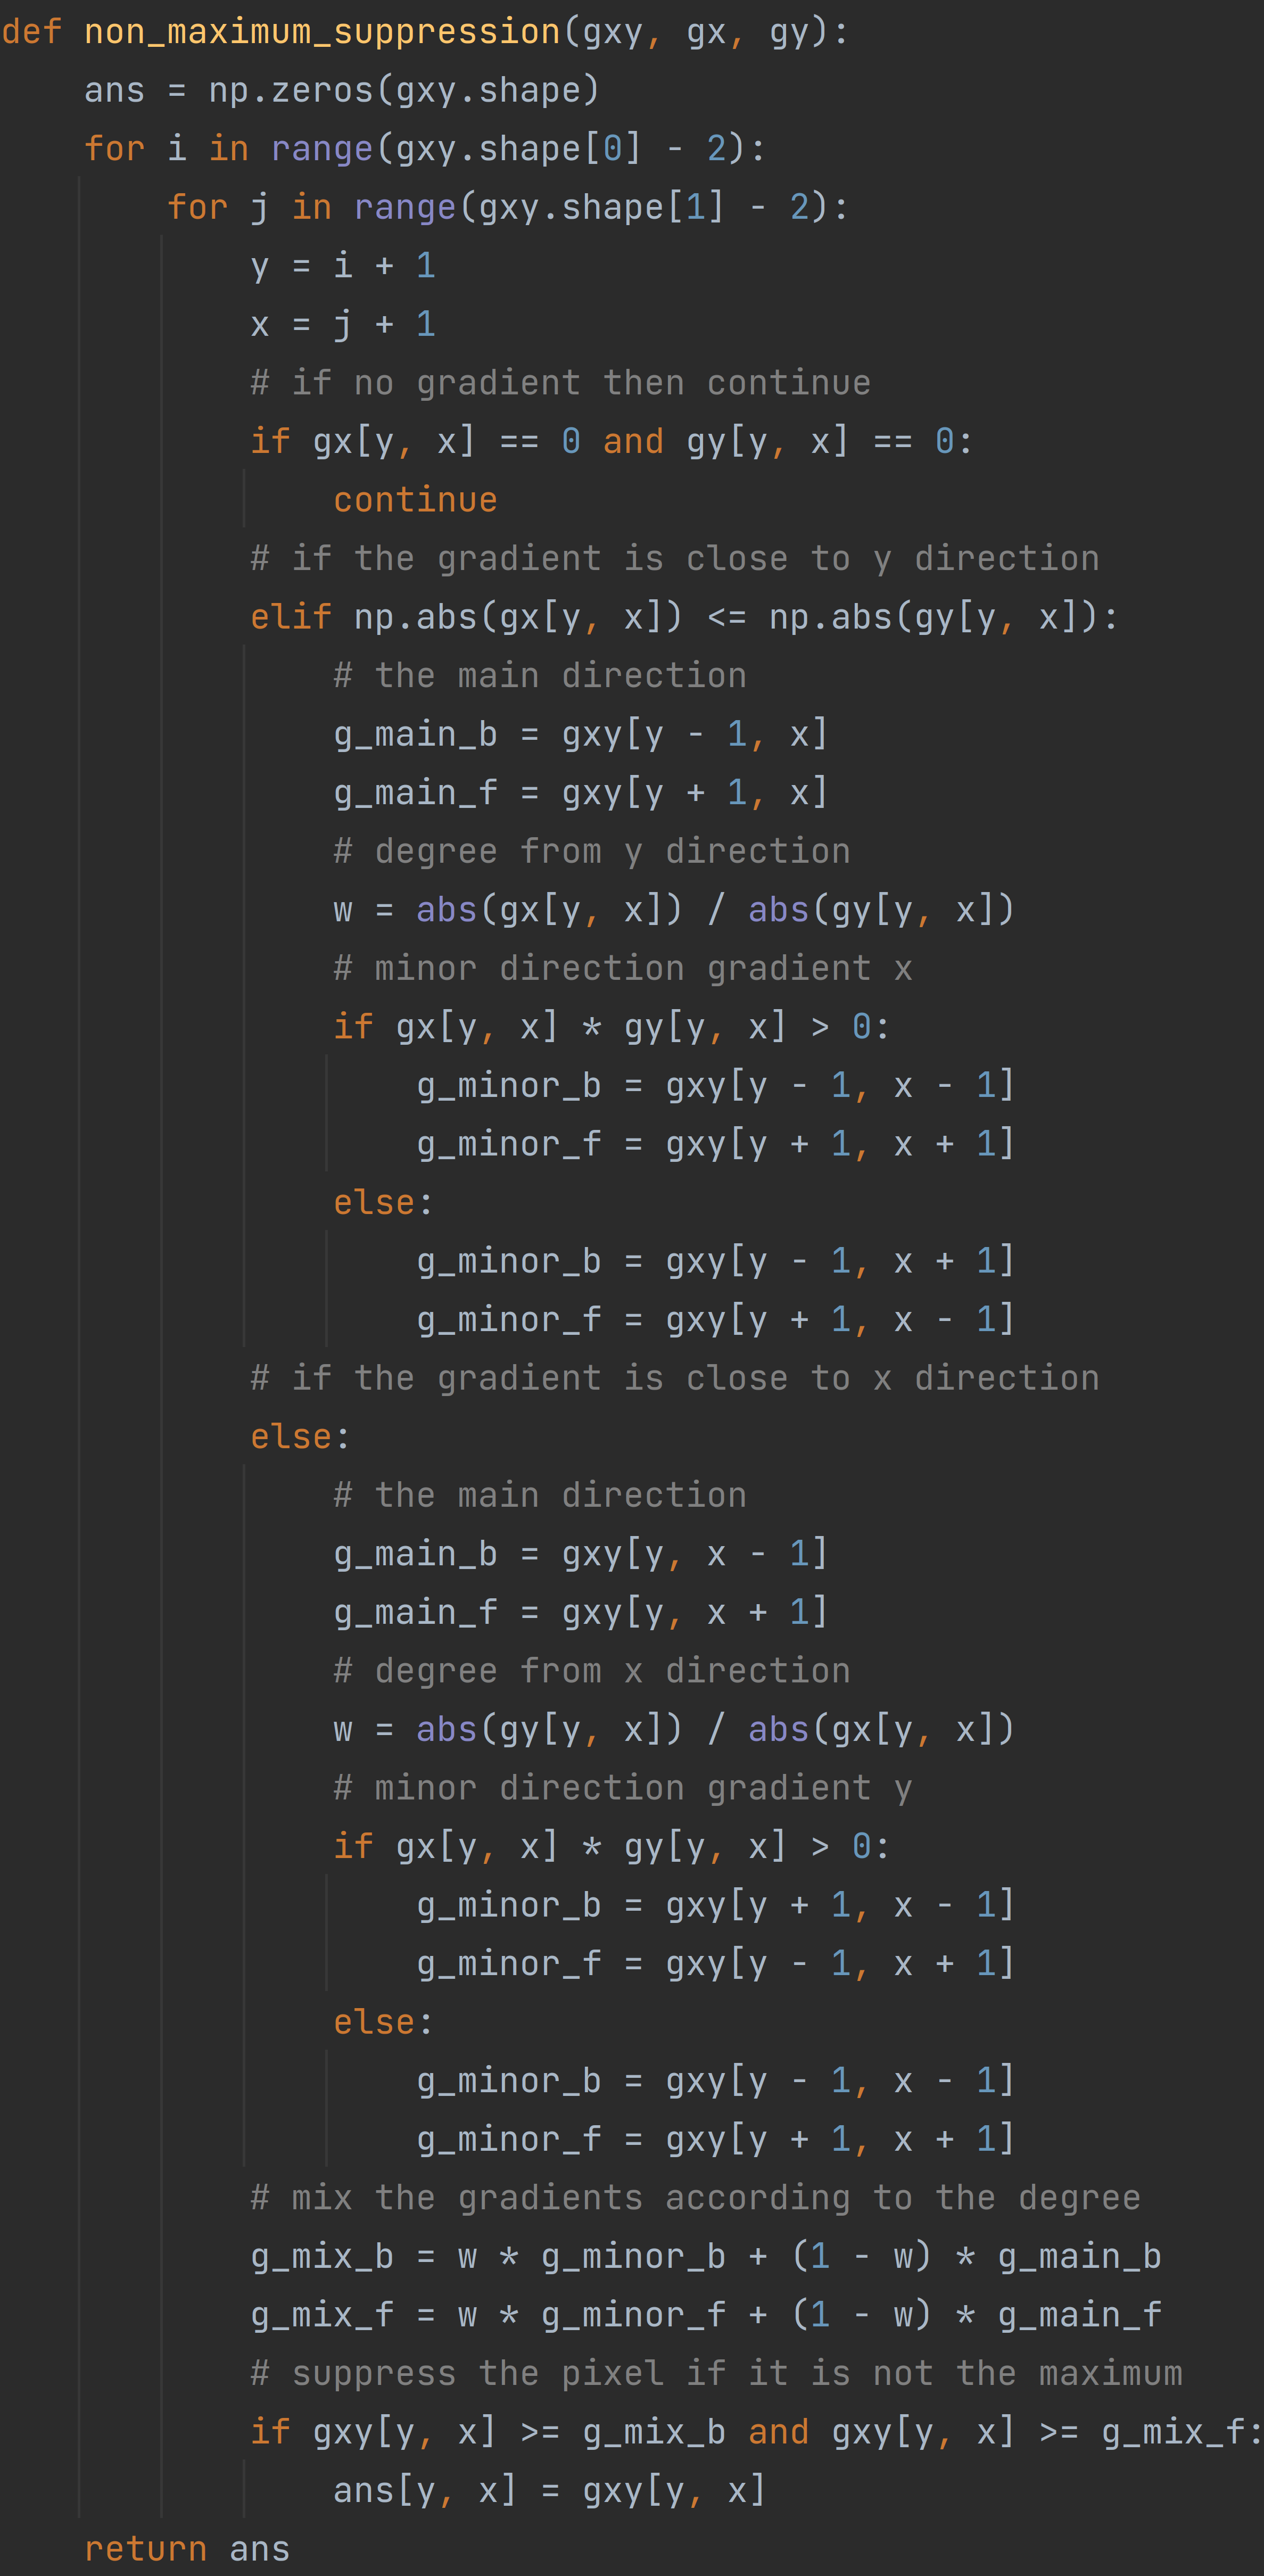 def non_maximum_suppression(gxy, gx, gy):
    ans = np.zeros(gxy.shape)
    for i in range(gxy.shape[0] - 2):
        for j in range(gxy.shape[1] - 2):
            y = i + 1
            x = j + 1
            # if no gradient then continue
            if gx[y, x] == 0 and gy[y, x] == 0:
                continue
            # if the gradient is close to y direction
            elif np.abs(gx[y, x]) <= np.abs(gy[y, x]):
                # the main direction
                g_main_b = gxy[y - 1, x]
                g_main_f = gxy[y + 1, x]
                # degree from y direction
                w = abs(gx[y, x]) / abs(gy[y, x])
                # minor direction gradient x
                if gx[y, x] * gy[y, x] > 0:
                    g_minor_b = gxy[y - 1, x - 1]
                    g_minor_f = gxy[y + 1, x + 1]
                else:
                    g_minor_b = gxy[y - 1, x + 1]
                    g_minor_f = gxy[y + 1, x - 1]
            # if the gradient is close to x direction
            else:
                # the main direction
                g_main_b = gxy[y, x - 1]
                g_main_f = gxy[y, x + 1]
                # degree from x direction
                w = abs(gy[y, x]) / abs(gx[y, x])
                # minor direction gradient y
                if gx[y, x] * gy[y, x] > 0:
                    g_minor_b = gxy[y + 1, x - 1]
                    g_minor_f = gxy[y - 1, x + 1]
                else:
                    g_minor_b = gxy[y - 1, x - 1]
                    g_minor_f = gxy[y + 1, x + 1]
            # mix the gradients according to the degree
            g_mix_b = w * g_minor_b + (1 - w) * g_main_b
            g_mix_f = w * g_minor_f + (1 - w) * g_main_f
            # suppress the pixel if it is not the maximum
            if gxy[y, x] >= g_mix_b and gxy[y, x] >= g_mix_f:
                ans[y, x] = gxy[y, x]
    return ans